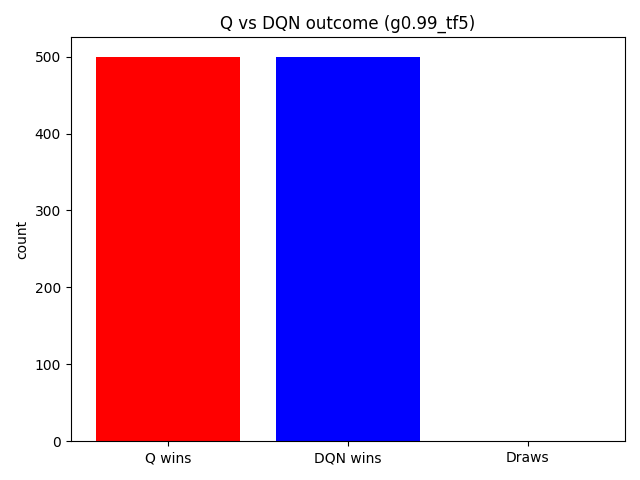 Q vs DQN outcome (g0.99_tf5)
500
400
300
200
100
0
count
Q wins
DQN wins
Draws